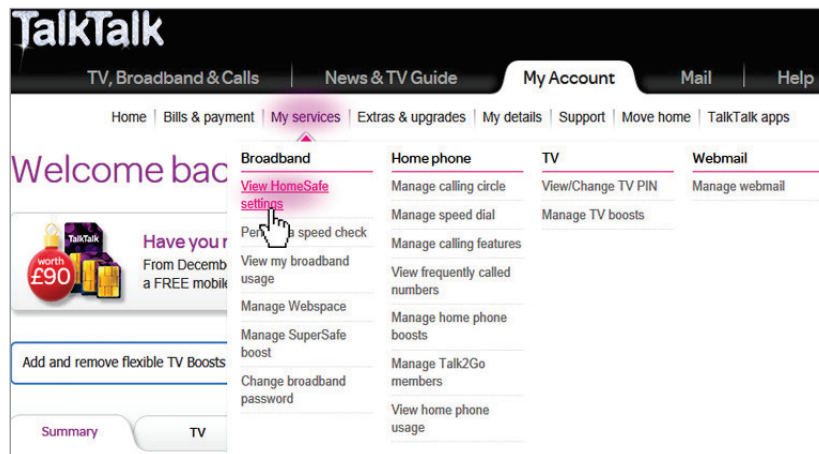 TalkTalk
TV, Broadband & Calls News & TV Guide My Account Mail Help
Home Bills & payment My services Extras & upgrades My details Support Move home TalkTalk apps
Welcome bac
Broadband
View HomeSafe
settings
a speed check
View my broadband
usage
Manage Webspace
Manage SuperSafe
boost
Change broadband
password
Home phone
Manage calling circle
Manage speed dial
Manage calling features
View frequently called
numbers
Manage home phone
boosts
Manage Talk2Go
members
View home phone
usage
TV
View/Change TV PIN
Manage TV boosts
Webmail
Manage webmail
TalkTalk
worth
£90
Have you r
From Decemb
a FREE mobile
Add and remove flexible TV Boosts
Summary TV